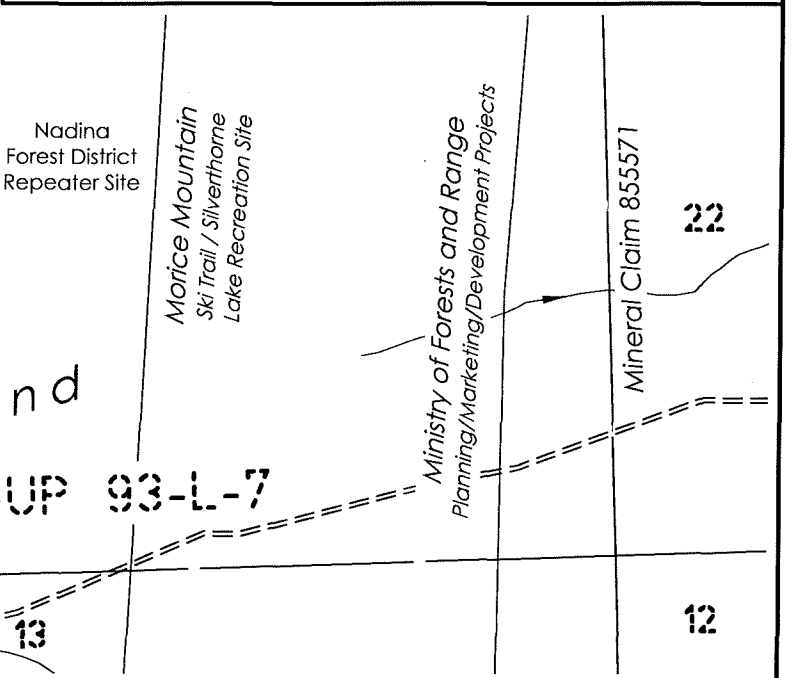 Nadina
Forest District
Repeater Site
Morice Mountain
Ski Trail / Silverthorne
Lake Recreation Site
Ministry of Forests and Range
Planning/Marketing/Development Projects
Mineral Claim 855571
22
nd
UP 93-L-7
13
12